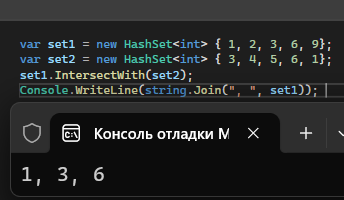 var set1 = new HashSet<int> { 1, 2, 3, 6, 9};
var set2 = new HashSet<int> { 3, 4, 5, 6, 1};
set1.IntersectWith(set2);
Console.WriteLine(string.Join(", ", set1));
Консоль отладки M
1, 3, 6